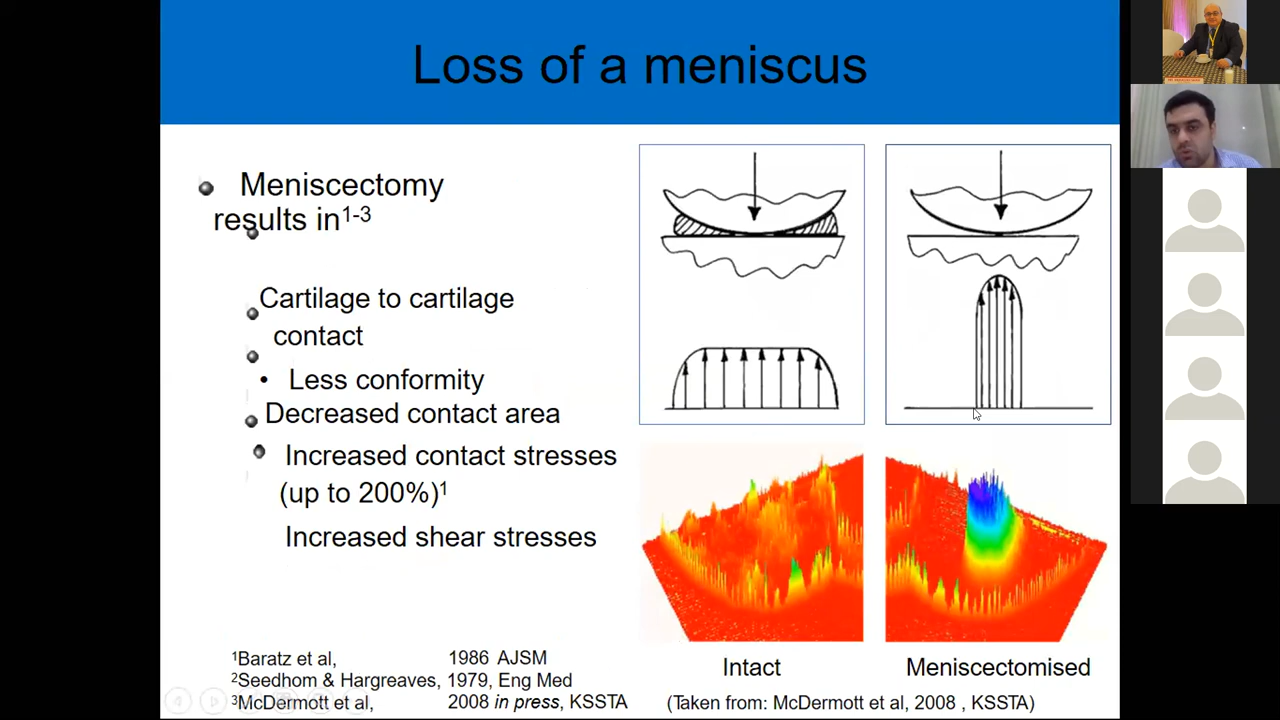 Loss of a meniscus
Meniscectomy
results in1-3
Cartilage to cartilage
contact
• Less conformity
Decreased contact area
Increased contact stresses
(up to 200%)1
Increased shear stresses
1Baratz et al, 1986 AJSM
2Seedhom & Hargreaves, 1979, Eng Med
3McDermott et al, 2008 in press, KSSTA
Intact
Meniscectomised
(Taken from: McDermott et al, 2008 , KSSTA)